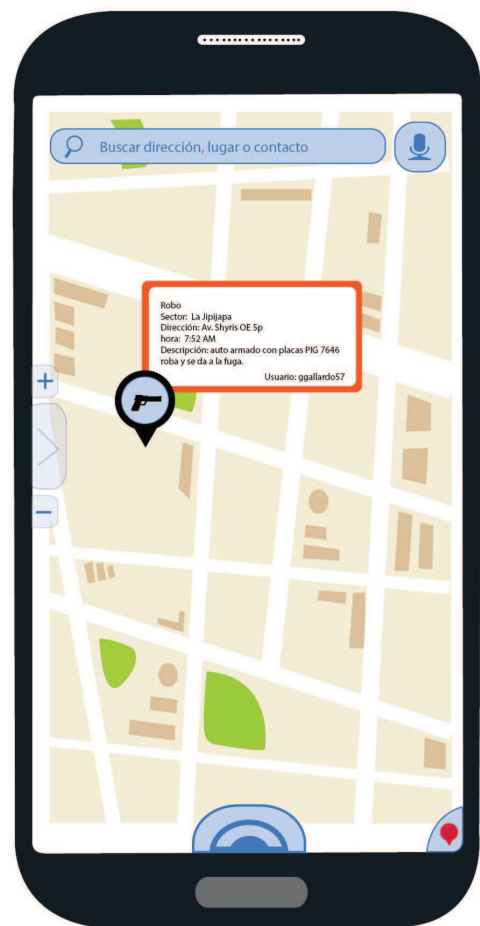 Buscar dirección, lugar o contacto
Robo
Sector: La Jipijapa
Dirección: Av. Shyris OE 5p
hora: 7:52 AM
Descripción: auto armado con placas PIG 7646
roba y se da a la fuga.
Usuario: ggallardo57